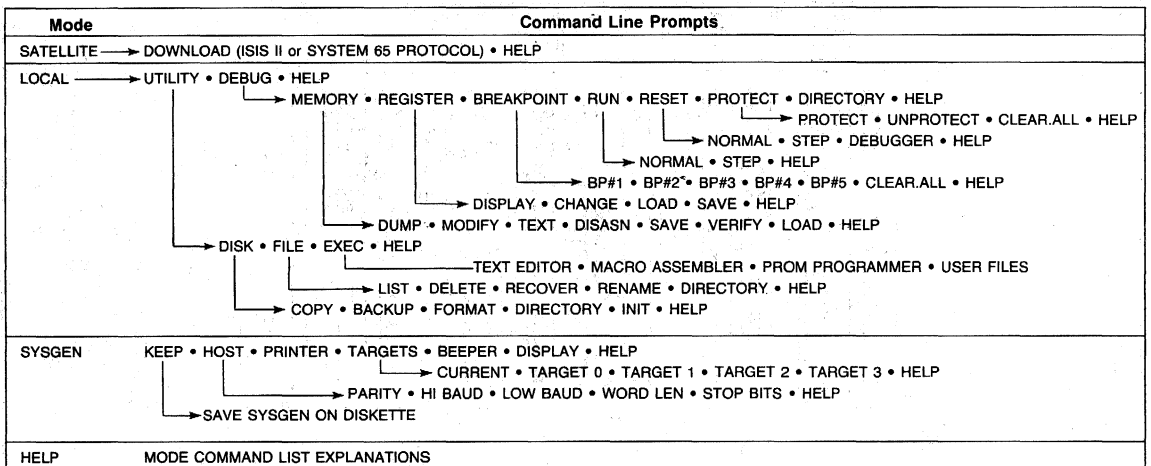 Mode Command Line Prompts
SATELLITE DOWNLOAD (ISIS II or SYSTEM 65 PROTOCOL) • HELP
LOCAL UTILITY • DEBUG • HELP
MEMORY • REGISTER • BREAKPOINT • RUN • RESET • PROTECT • DIRECTORY • HELP
PROTECT • UNPROTECT • CLEAR.ALL • HELP
NORMAL • STEP • DEBUGGER • HELP
NORMAL • STEP • HELP
BP#1 • BP#2 • BP#3 • BP#4 • BP#5 • CLEAR.ALL • HELP
DISPLAY • CHANGE • LOAD • SAVE • HELP
DUMP • MODIFY • TEXT • DISASN • SAVE • VERIFY • LOAD • HELP
DISK • FILE • EXEC • HELP
TEXT EDITOR • MACRO ASSEMBLER • PROM PROGRAMMER • USER FILES
LIST • DELETE • RECOVER • RENAME • DIRECTORY • HELP
COPY • BACKUP • FORMAT • DIRECTORY • INIT • HELP
SYSGEN KEEP • HOST • PRINTER • TARGETS • BEEPER • DISPLAY • HELP
CURRENT • TARGET 0 • TARGET 1 • TARGET 2 • TARGET 3 • HELP
PARITY • HI BAUD • LOW BAUD • WORD LEN • STOP BITS • HELP
SAVE SYSGEN ON DISKETTE
HELP MODE COMMAND LIST EXPLANATIONS